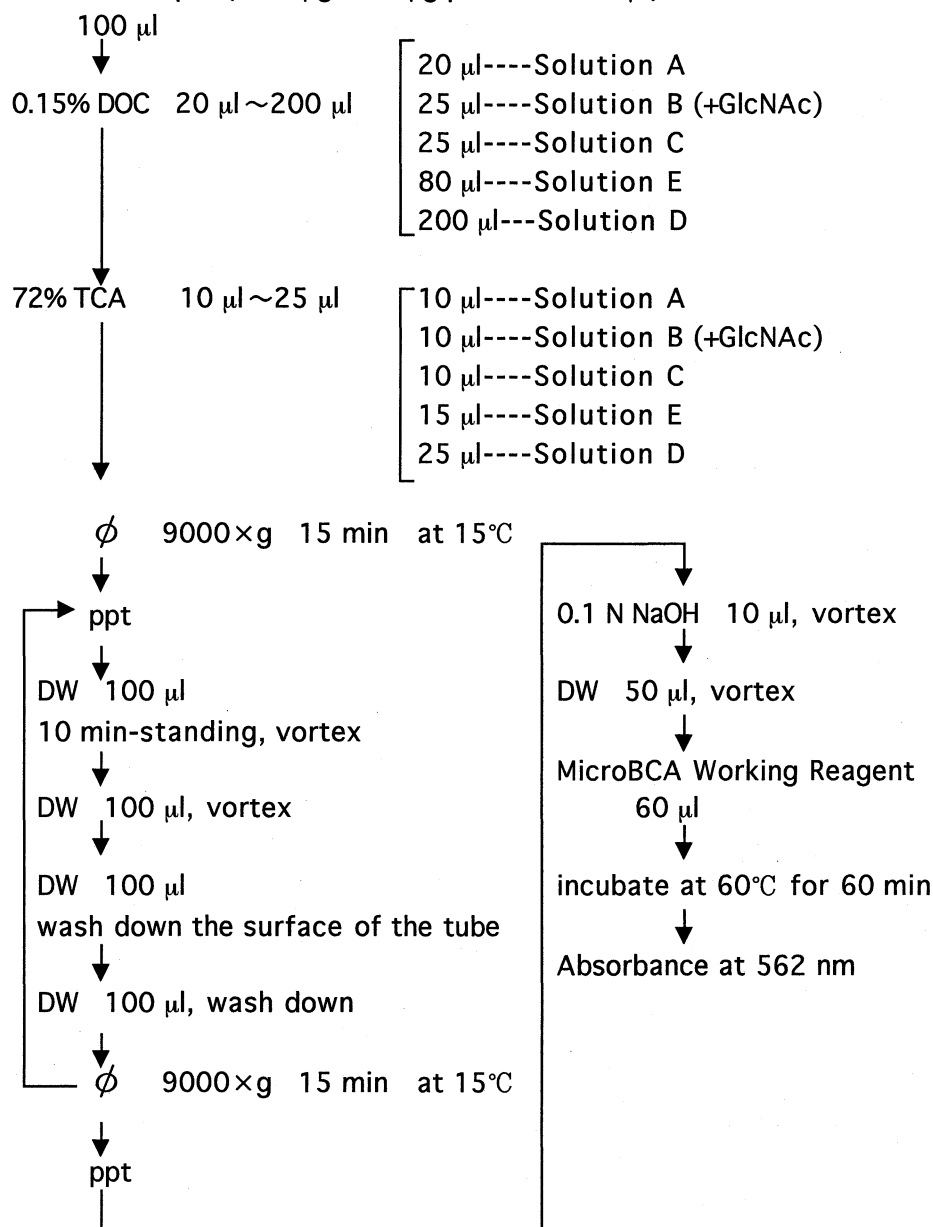 100 μl
0.15% DOC 20 μl~200 μl
20 μl----Solution A
25 μl----Solution B (+GlcNAc)
25 μl----Solution C
80 μl----Solution E
200 μl---Solution D
72% TCA 10 μl~25 μl
10 μl----Solution A
10 μl----Solution B (+GlcNAc)
10 μl----Solution C
15 μl----Solution E
25 μl----Solution D
ϕ 9000×g 15 min at 15℃
ppt
DW 100 μl
10 min-standing, vortex
DW 100 μl, vortex
DW 100 μl
wash down the surface of the tube
DW 100 μl, wash down
ϕ 9000×g 15 min at 15℃
ppt
0.1 N NaOH 10 μl, vortex
DW 50 μl, vortex
MicroBCA Working Reagent
60 μl
incubate at 60℃ for 60 min
Absorbance at 562 nm